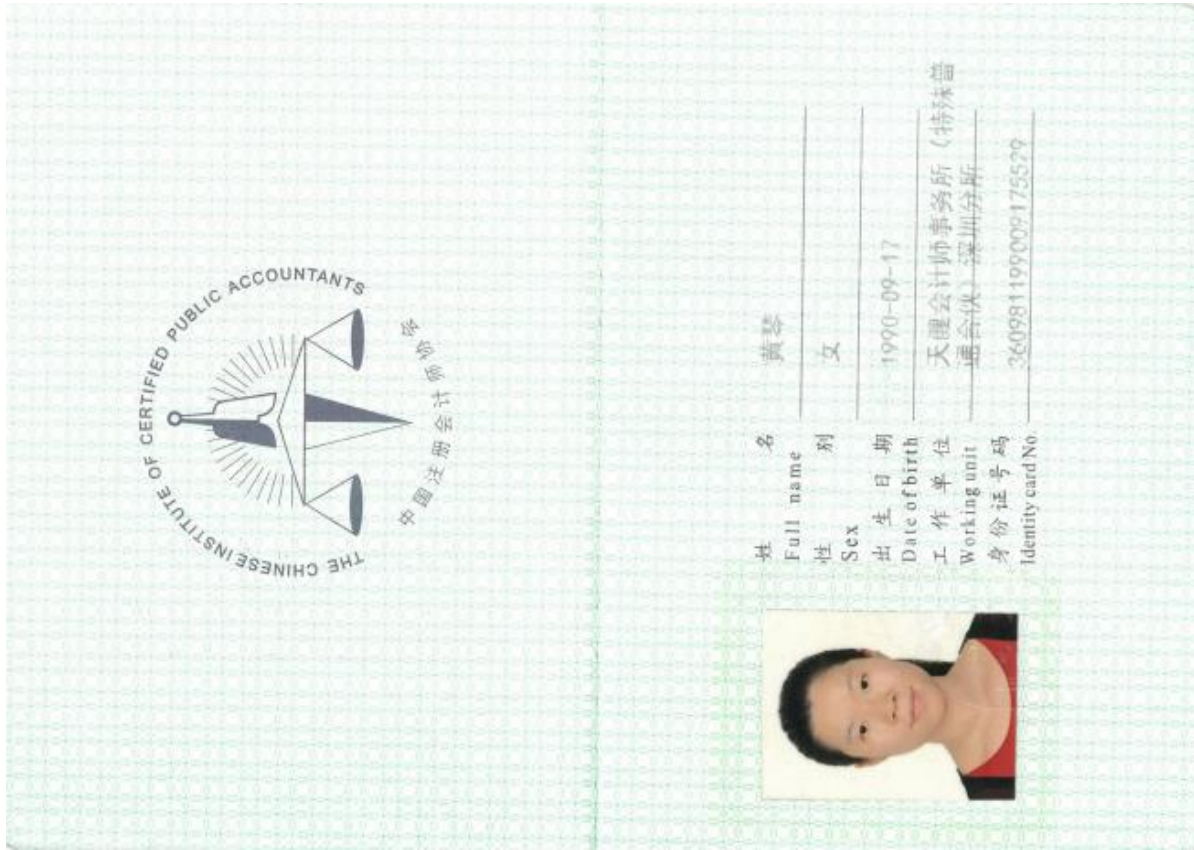 THE CHINESE INSTITUTE OF CERTIFIED PUBLIC ACCOUNTANTS
中国注册会计师协会
姓 名 黄琴
Full name
性 别 女
Sex
出生日期 1990-09-17
Date of birth
工作单位 天健会计师事务所（特殊普
Working unit 通合伙）深圳分所
身份证号码 360981199009175529
Identity card No.